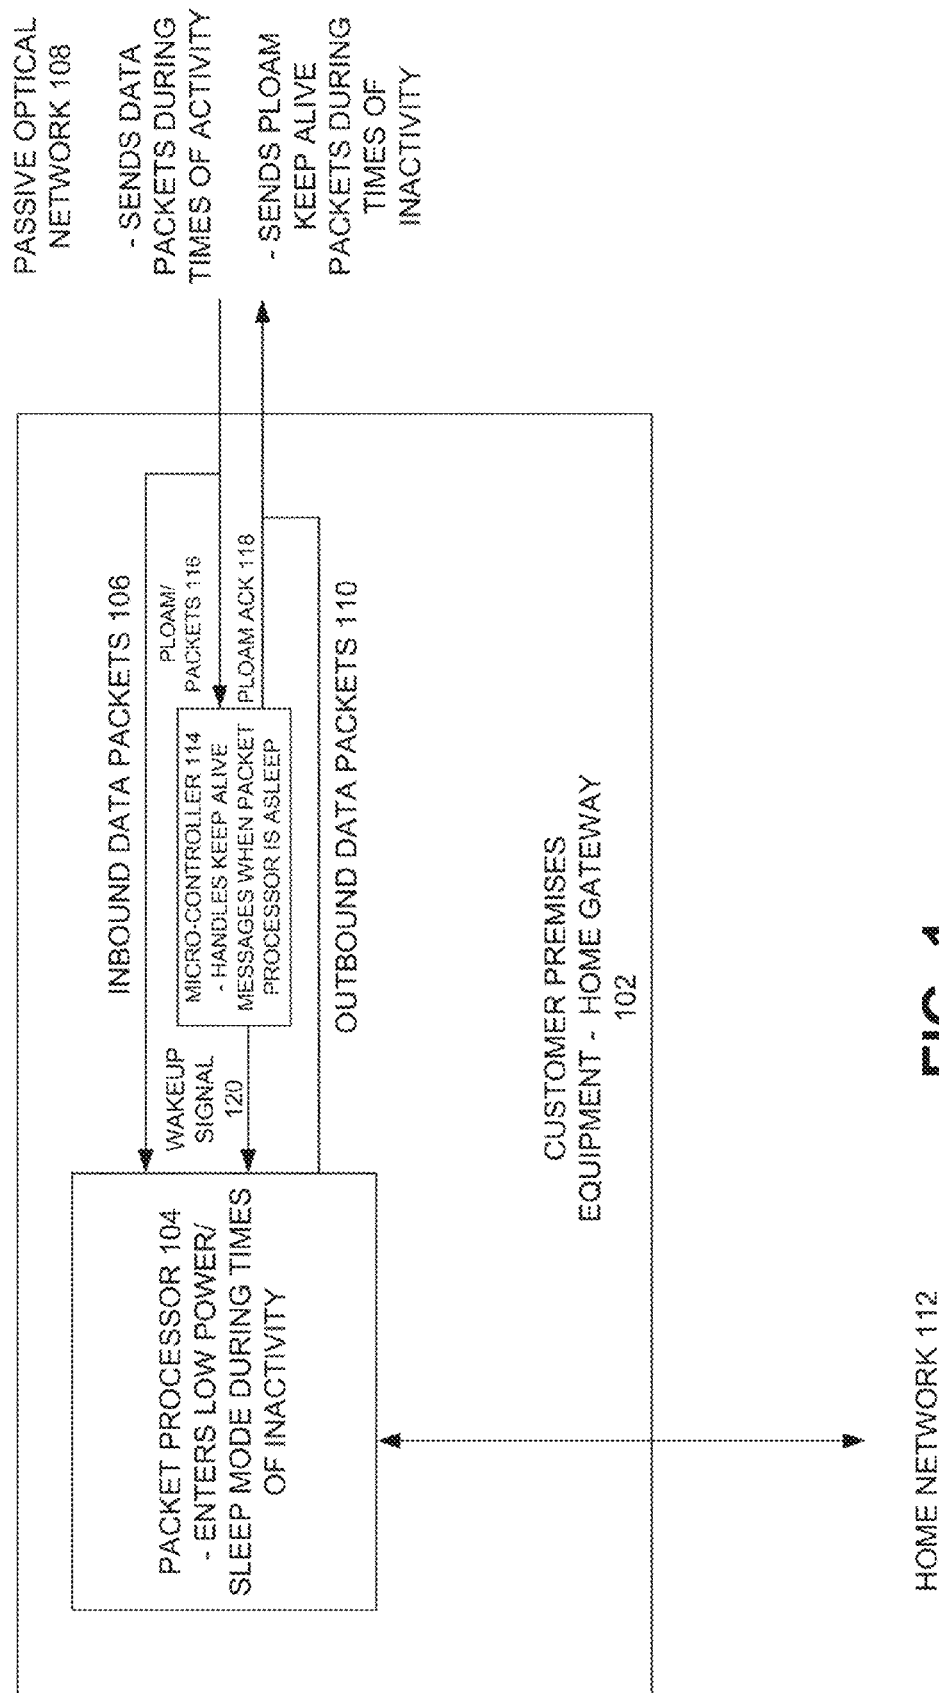 PASSIVE OPTICAL
NETWORK 108
- SENDS DATA
PACKETS DURING
TIMES OF ACTIVITY
- SENDS PLOAM
KEEP ALIVE
PACKETS DURING
TIMES OF
INACTIVITY
INBOUND DATA PACKETS 106
PLOAM/
PACKETS 116
PLOAM ACK 118
OUTBOUND DATA PACKETS 110
MICRO-CONTROLLER 114
- HANDLES KEEP ALIVE
MESSAGES WHEN PACKET
PROCESSOR IS ASLEEP
WAKEUP
SIGNAL
120
PACKET PROCESSOR 104
- ENTERS LOW POWER/
SLEEP MODE DURING TIMES
OF INACTIVITY
CUSTOMER PREMISES
EQUIPMENT - HOME GATEWAY
102
HOME NETWORK 112
FIG. 1